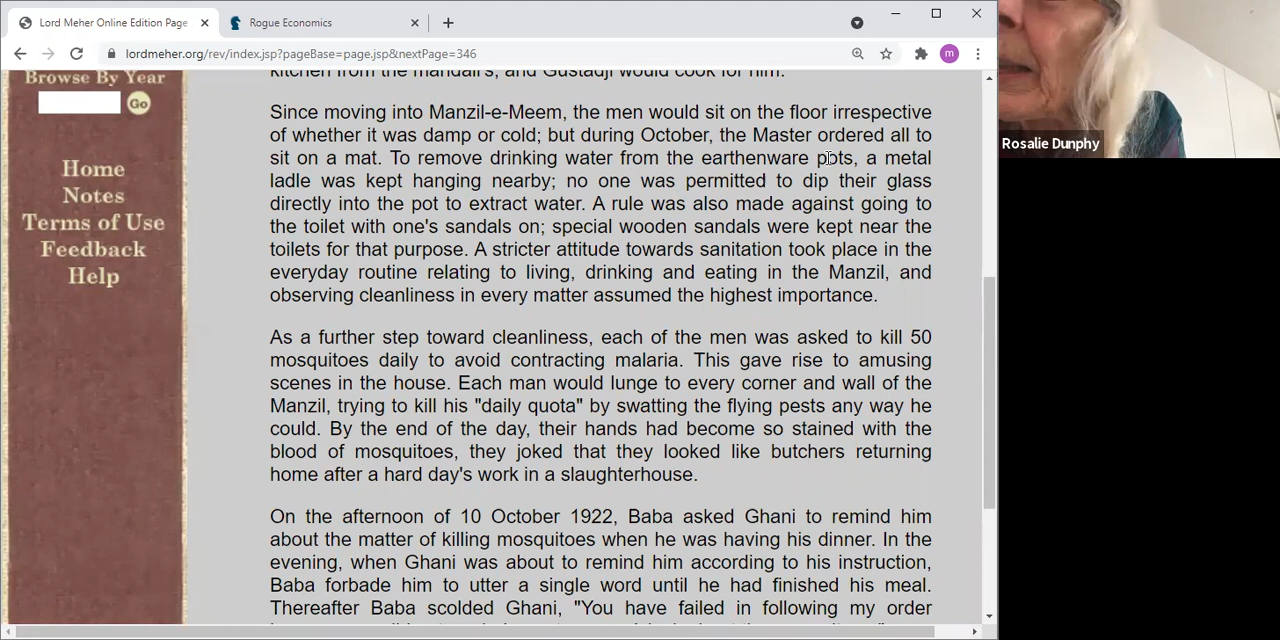 Lord Meher Online Edition Page
Rogue Economics
lordmeher.org/rev/index.jsp?pageBase=page.jsp&nextPage=346
m
Browse By Year
Go
Home
Notes
Terms of Use
Feedback
Help
kitchen from the mandali's, and Gustadji would cook for him.
Since moving into Manzil-e-Meem, the men would sit on the floor irrespective
of whether it was damp or cold; but during October, the Master ordered all to
sit on a mat. To remove drinking water from the earthenware pots, a metal
ladle was kept hanging nearby; no one was permitted to dip their glass
directly into the pot to extract water. A rule was also made against going to
the toilet with one's sandals on; special wooden sandals were kept near the
toilets for that purpose. A stricter attitude towards sanitation took place in the
everyday routine relating to living, drinking and eating in the Manzil, and
observing cleanliness in every matter assumed the highest importance.
As a further step toward cleanliness, each of the men was asked to kill 50
mosquitoes daily to avoid contracting malaria. This gave rise to amusing
scenes in the house. Each man would lunge to every corner and wall of the
Manzil, trying to kill his "daily quota" by swatting the flying pests any way he
could. By the end of the day, their hands had become so stained with the
blood of mosquitoes, they joked that they looked like butchers returning
home after a hard day's work in a slaughterhouse.
On the afternoon of 10 October 1922, Baba asked Ghani to remind him
about the matter of killing mosquitoes when he was having his dinner. In the
evening, when Ghani was about to remind him according to his instruction,
Baba forbade him to utter a single word until he had finished his meal.
Thereafter Baba scolded Ghani, "You have failed in following my order
Rosalie Dunphy